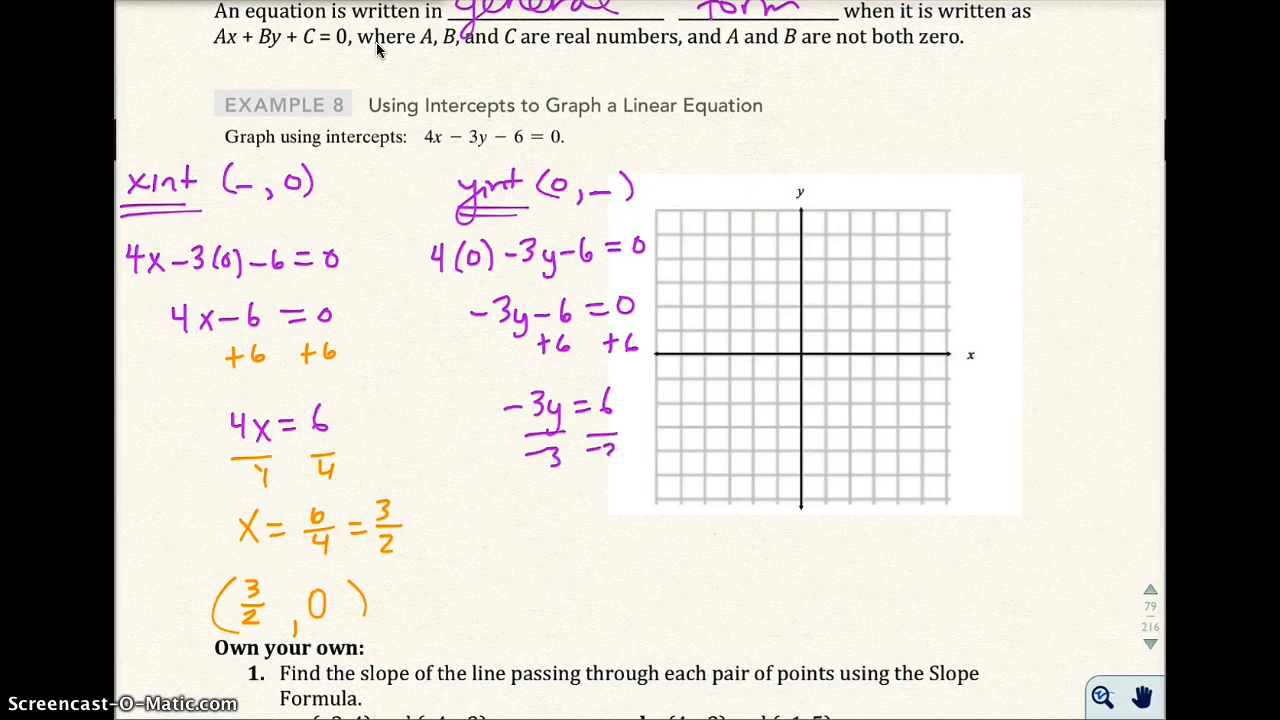 An equation is written in general form when it is written as
Ax + By + C = 0, where A, B, and C are real numbers, and A and B are not both zero.
EXAMPLE 8 Using Intercepts to Graph a Linear Equation
Graph using intercepts: 4x − 3y − 6 = 0.
xint (– , 0)
4x − 3(0) − 6 = 0
4x − 6 = 0
+6 +6
4x = 6
4 4
x = 6/4 = 3/2
(3/2 , 0)
yint (0, –)
4(0) − 3y − 6 = 0
−3y − 6 = 0
+6 +6
−3y = 6
−3 −3
y
x
Own your own:
1. Find the slope of the line passing through each pair of points using the Slope
Formula.
79
216
Screencast-O-Matic.com